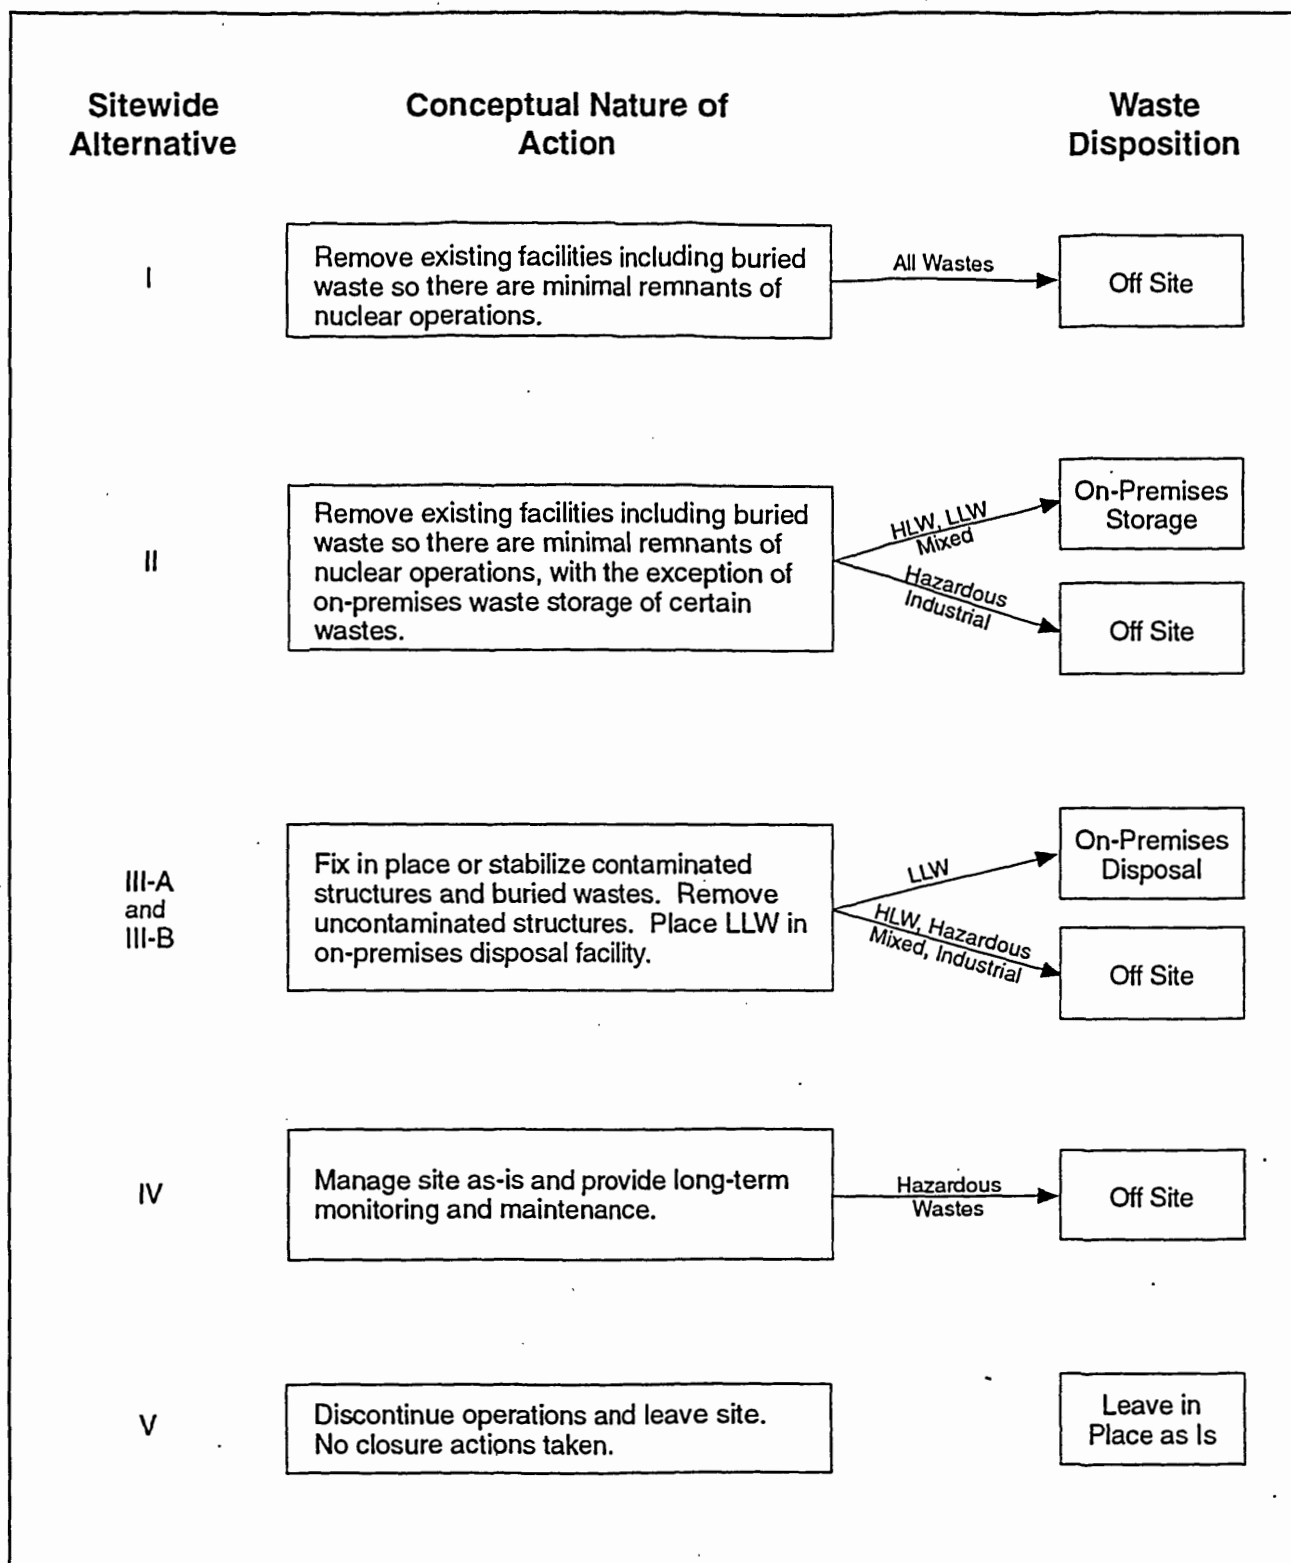 Sitewide
Alternative
Conceptual Nature of
Action
Waste
Disposition
I
Remove existing facilities including buried
waste so there are minimal remnants of
nuclear operations.
All Wastes
Off Site
II
Remove existing facilities including buried
waste so there are minimal remnants of
nuclear operations, with the exception of
on-premises waste storage of certain
wastes.
HLW, LLW
Mixed
On-Premises
Storage
Hazardous
Industrial
Off Site
III-A
and
III-B
Fix in place or stabilize contaminated
structures and buried wastes. Remove
uncontaminated structures. Place LLW in
on-premises disposal facility.
LLW
On-Premises
Disposal
HLW, Hazardous
Mixed, Industrial
Off Site
IV
Manage site as-is and provide long-term
monitoring and maintenance.
Hazardous
Wastes
Off Site
V
Discontinue operations and leave site.
No closure actions taken.
Leave in
Place as Is